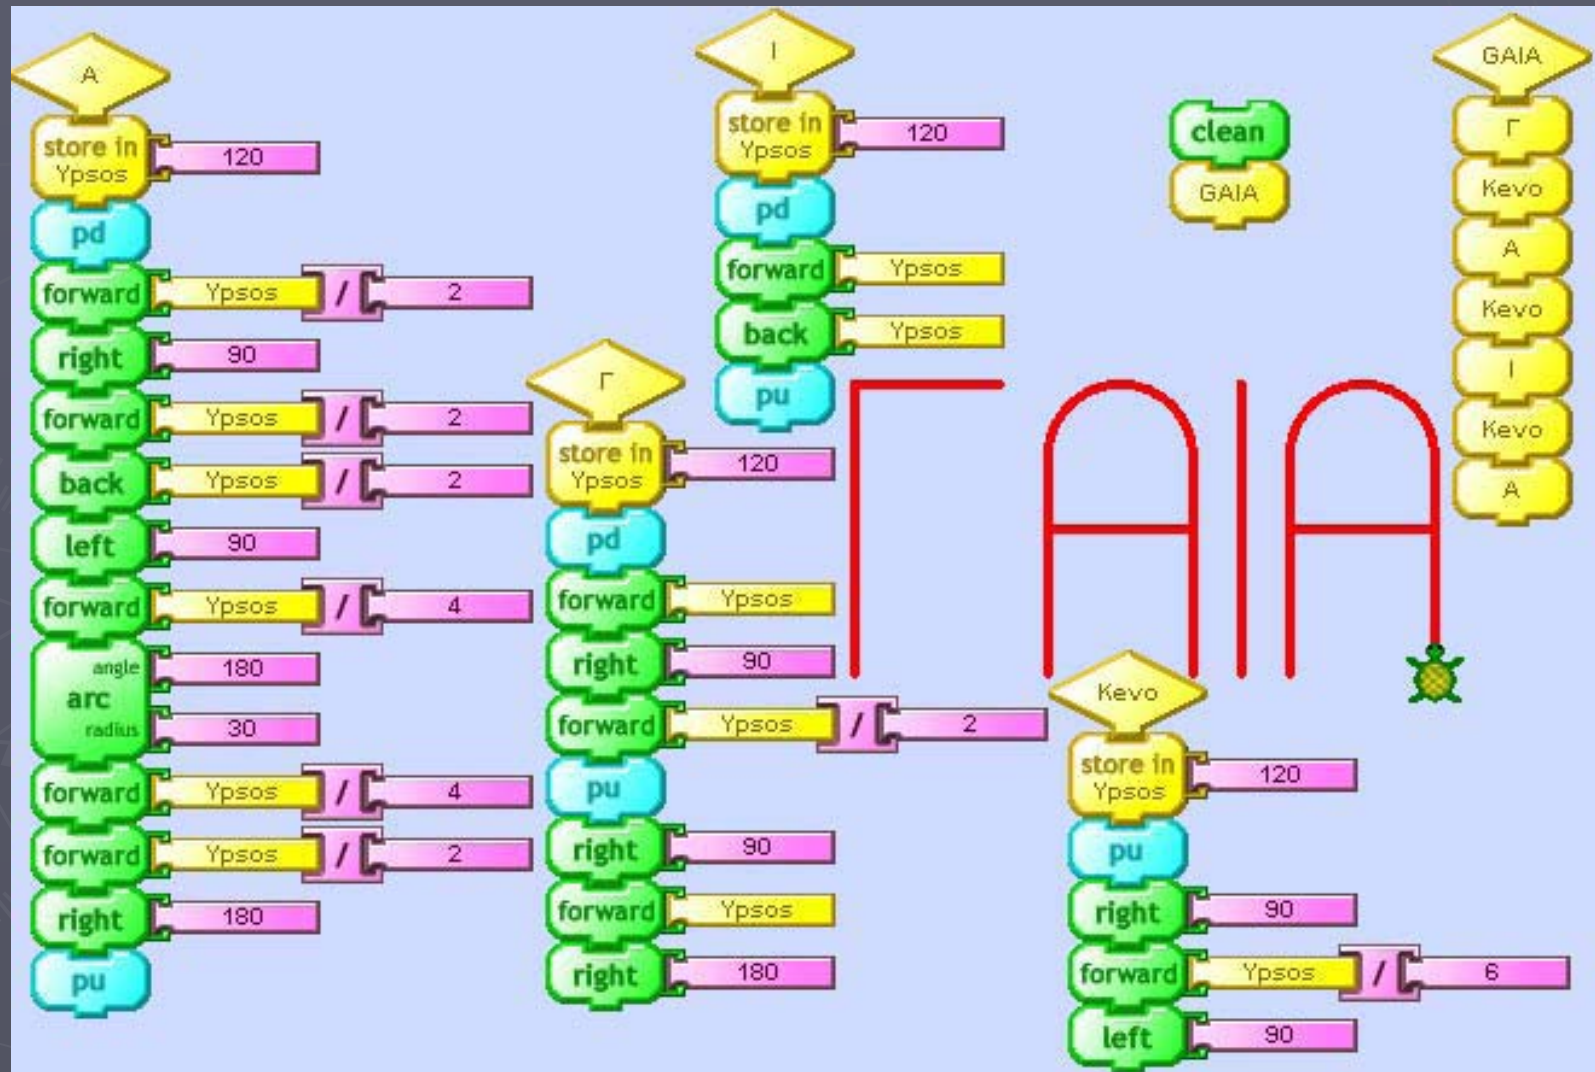 A
store in
Ypsos
120
pd
forward Ypsos / 2
right 90
forward Ypsos / 2
back Ypsos / 2
left 90
forward Ypsos / 4
angle 180
arc
radius 30
forward Ypsos / 4
forward Ypsos / 2
right 180
pu
Γ
store in
Ypsos
120
pd
forward Ypsos
right 90
forward Ypsos / 2
pu
right 90
forward Ypsos
right 180
I
store in
Ypsos
120
pd
forward Ypsos
back Ypsos
pu
ΓΑΙΑ
clean
GAIA
Kevo
store in
Ypsos
120
pu
right 90
forward Ypsos / 6
left 90
GAIA
Γ
Kevo
A
Kevo
I
Kevo
A